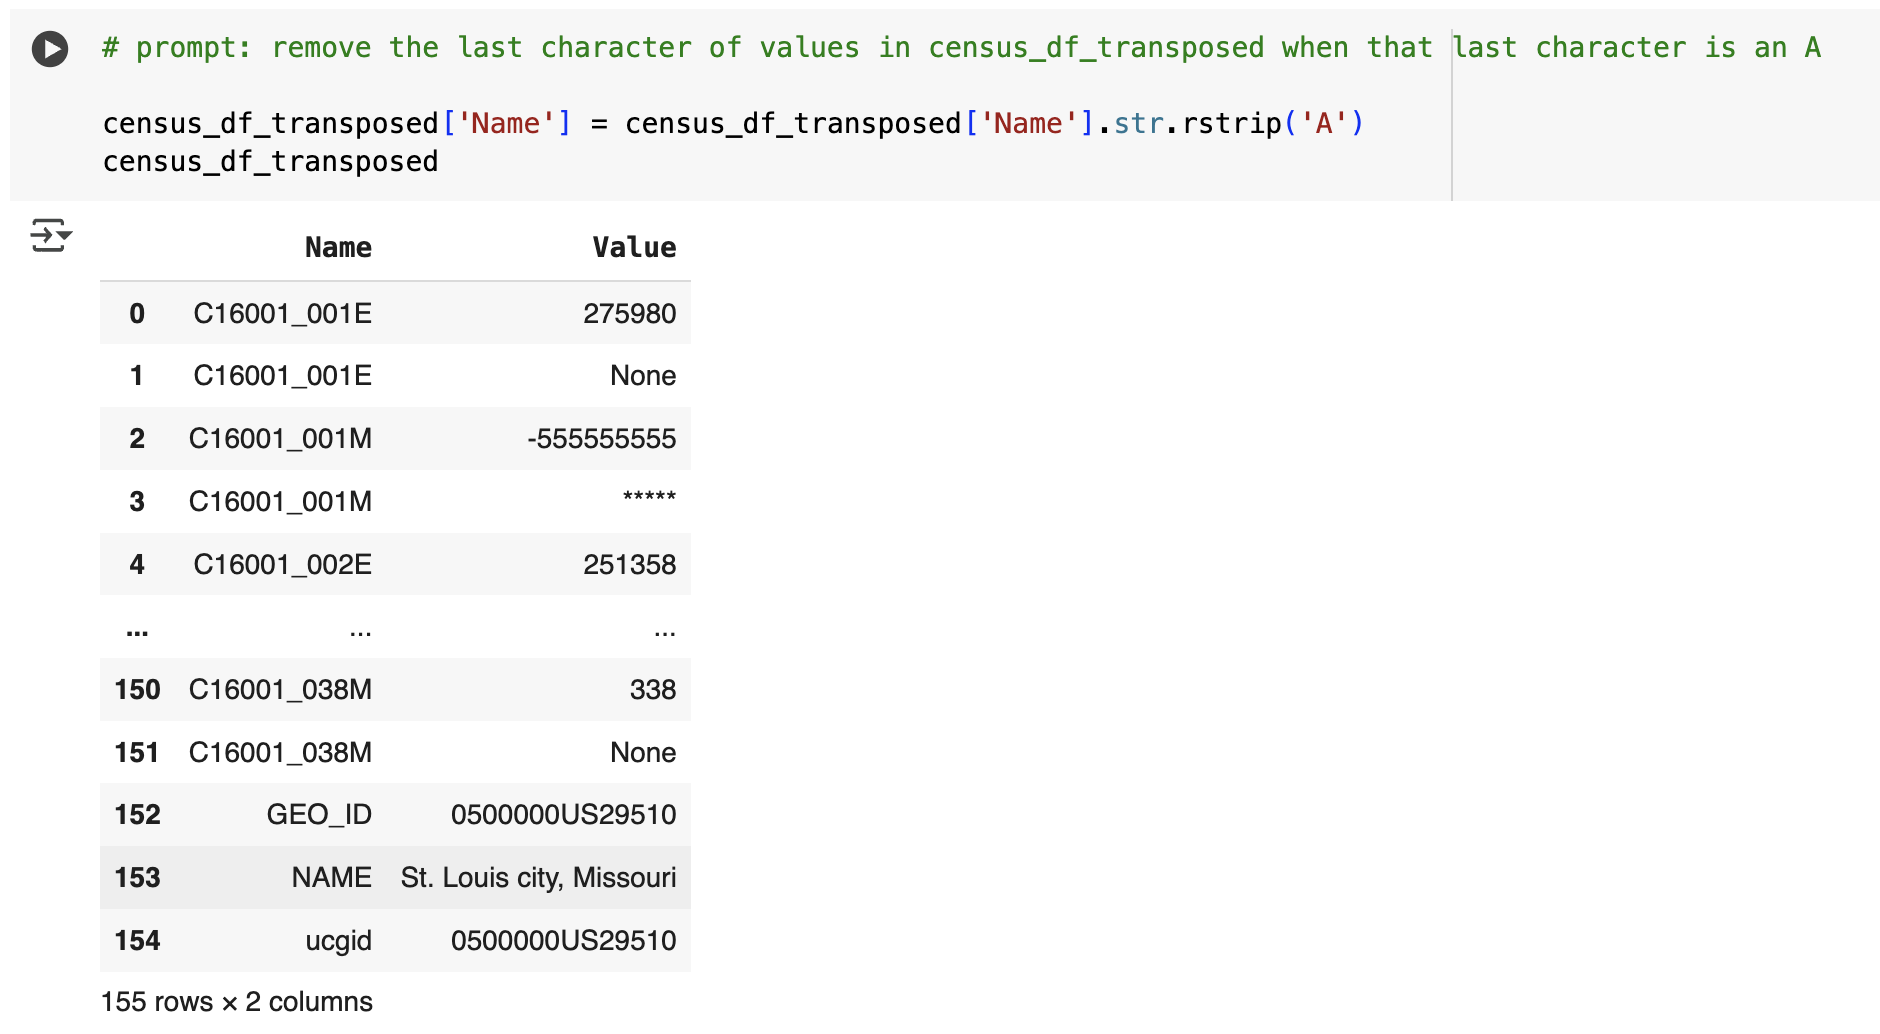 # prompt: remove the last character of values in census_df_transposed when that last character is an A
census_df_transposed['Name'] = census_df_transposed['Name'].str.rstrip('A')
census_df_transposed
Name Value
0 C16001_001E 275980
1 C16001_001E None
2 C16001_001M -555555555
3 C16001_001M *****
4 C16001_002E 251358
... ... ...
150 C16001_038M 338
151 C16001_038M None
152 GEO_ID 0500000US29510
153 NAME St. Louis city, Missouri
154 ucgid 0500000US29510
155 rows × 2 columns